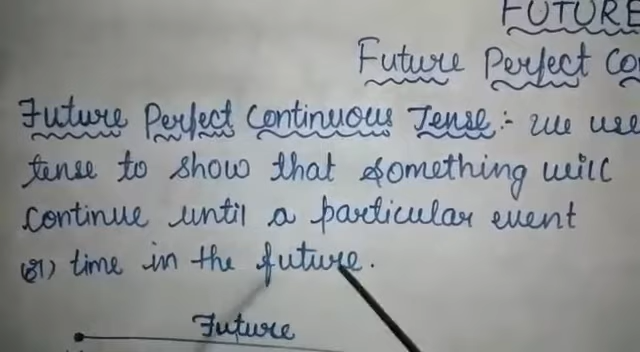 FUTURE
Future Perfect Co
Future Perfect Continuous Tense :- We use
tense to show that something will
continue until a particular event
(or) time in the future.
Future